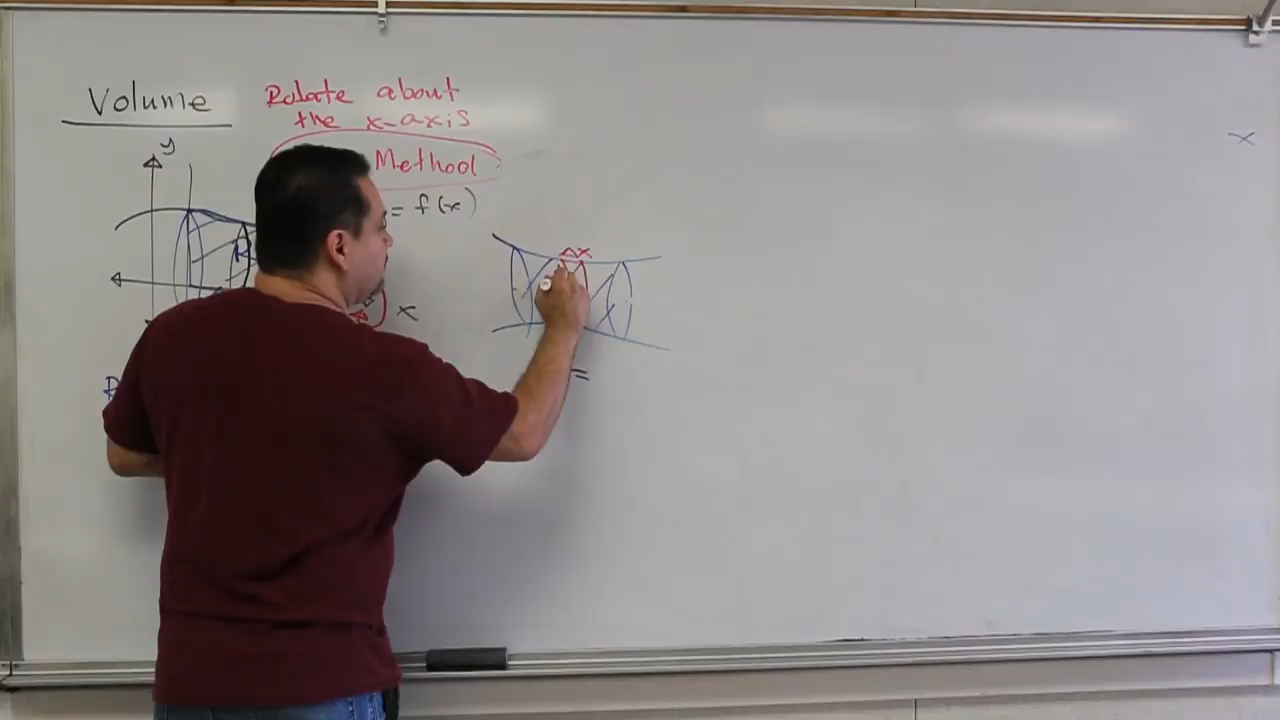 Volume
Rotate about
the x-axis
Method
y
= f(x)
Δx
x
R
x
=